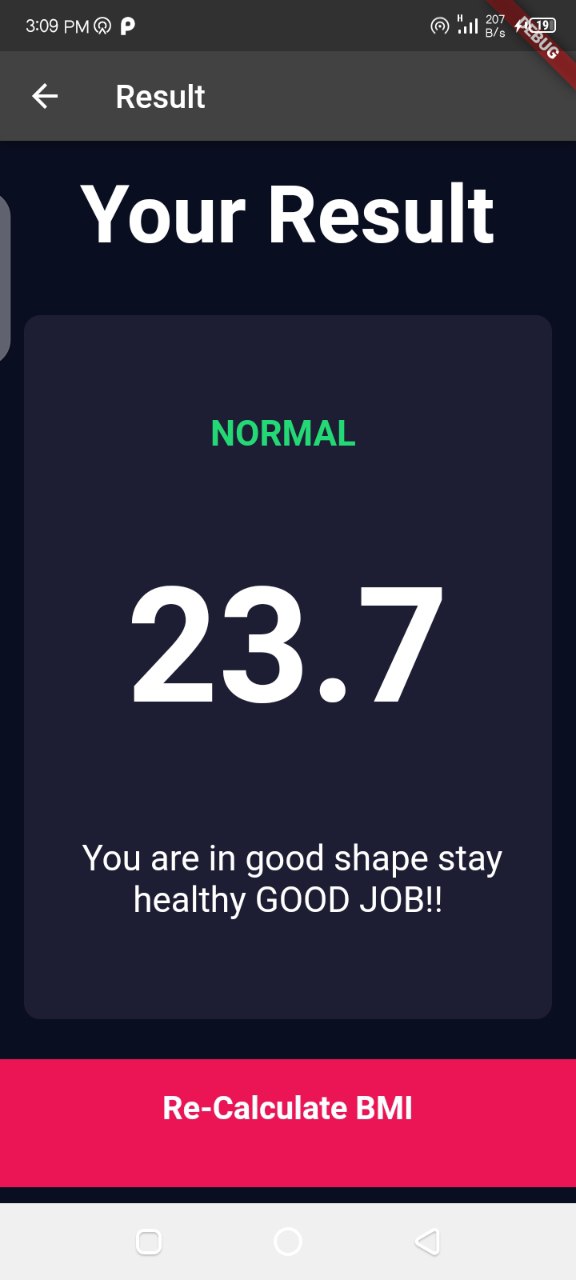 3:09 PM
H
207
B/s
19
DEBUG
Result
Your Result
NORMAL
23.7
You are in good shape stay
healthy GOOD JOB!!
Re-Calculate BMI